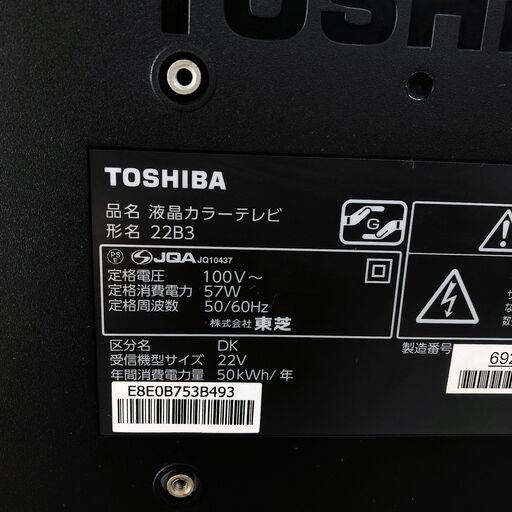 TOSHI
TOSHIBA
品名 液晶カラーテレビ
形名 22B3
G
PS
E
JQA JQ10437
定格電圧 100V~
定格消費電力 57W
定格周波数 50/60Hz
株式会社 東芝
区分名 DK
受信機型サイズ 22V
年間消費電力量 50kWh/年
E8E0B753B493
製造番号
692